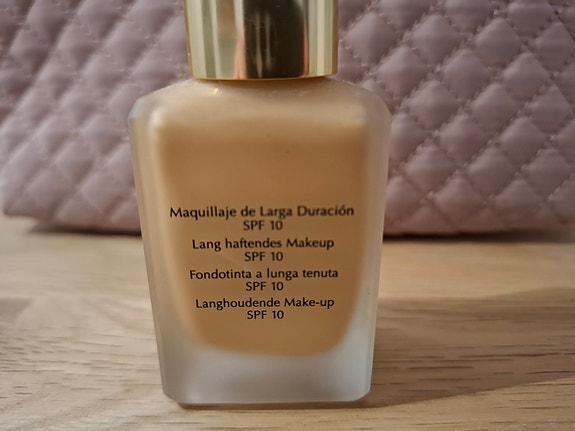 Maquillaje de Larga Duración
SPF 10
Lang haftendes Makeup
SPF 10
Fondotinta a lunga tenuta
SPF 10
Langhoudende Make-up
SPF 10